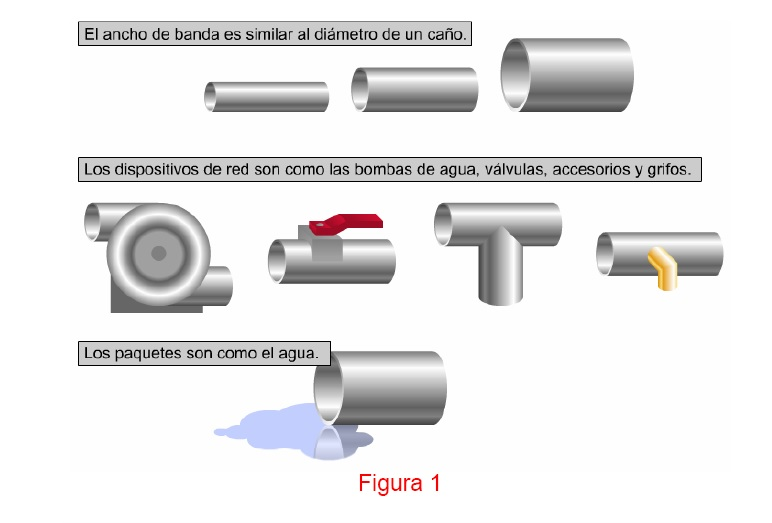 El ancho de banda es similar al diámetro de un caño.
Los dispositivos de red son como las bombas de agua, válvulas, accesorios y grifos.
Los paquetes son como el agua.
Figura 1